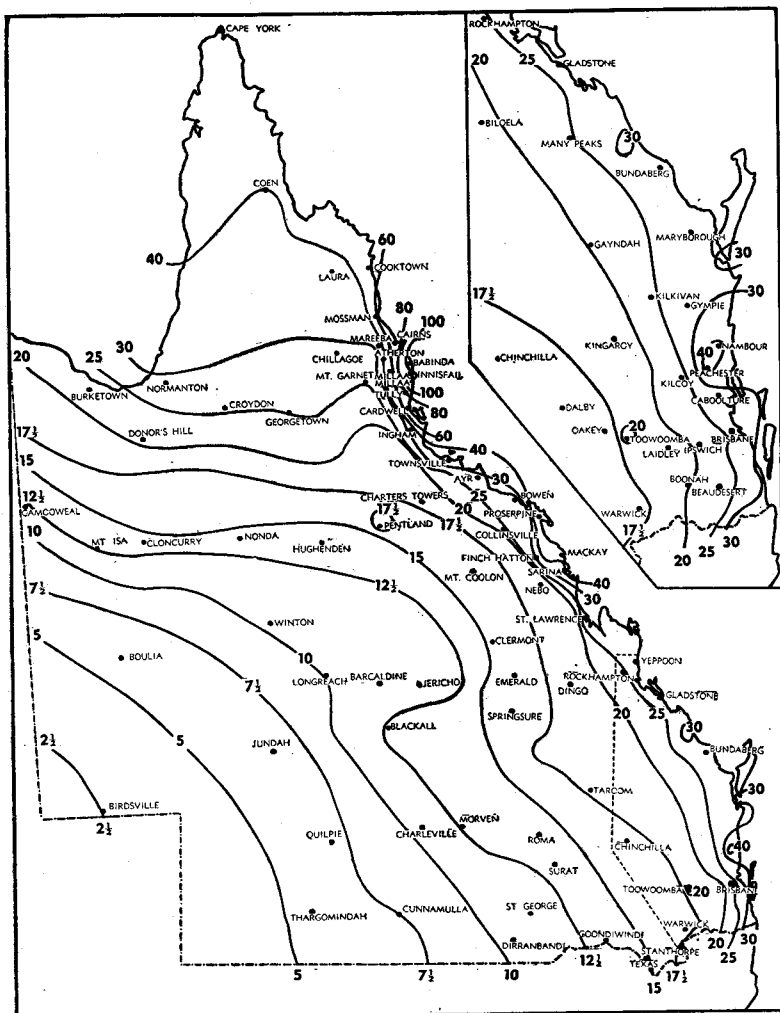 CAPE YORK
COEN
40
60
LAURA
COOKTOWN
MOSSMAN
80
CAIRNS
100
MAREEBA
ATHERTON
30
CHILLAGOE
BABINDA
MT. GARNET
MILLAA
MILLAA
INNISFAIL
TULLY
100
20
25
BURKETOWN
NORMANTON
CROYDON
CARDWELL
80
GEORGETOWN
DONOR'S HILL
INGHAM
60
17½
TOWNSVILLE
40
15
AYR
30
CHARTERS TOWERS
25
BOWEN
12½
17½
20
PROSERPINE
CAMOOWEAL
PENTLAND
17½
10
MT ISA
CLONCURRY
NONDA
HUGHENDEN
COLLINSVILLE
15
FINCH HATTON
MACKAY
MT. COOLON
SARINA
40
7½
12½
NEBO
30
5
WINTON
ST. LAWRENCE
CLERMONT
BOULIA
10
YEPPOON
7½
LONGREACH
BARCALDINE
JERICHO
EMERALD
DINGO
ROCKHAMPTON
GLADSTONE
SPRINGSURE
20
25
5
BLACKALL
30
2½
JUNDAH
BUNDABERG
BIRDSVILLE
TAROOM
30
2½
QUILPIE
CHARLEVILLE
MORVEN
ROMA
CHINCHILLA
40
SURAT
TOOWOOMBA
20
BRISBANE
THARGOMINDAH
CUNNAMULLA
ST GEORGE
WARWICK
DIRRANBANDI
GOONDIWINDI
STANTHORPE
20
30
25
TEXAS
5
7½
10
12½
15
17½
ROCKHAMPTON
20
25
GLADSTONE
BILOELA
MANY PEAKS
30
BUNDABERG
GAYNDAH
MARYBOROUGH
30
17½
KILKIVAN
30
GYMPIE
KINGAROY
NAMBOUR
CHINCHILLA
40
PEACHESTER
KILCOY
CABOOLTURE
DALBY
OAKEY
20
TOOWOOMBA
BRISBANE
LAIDLEY
IPSWICH
BOONAH
BEAUDESERT
WARWICK
17½
20
25
30